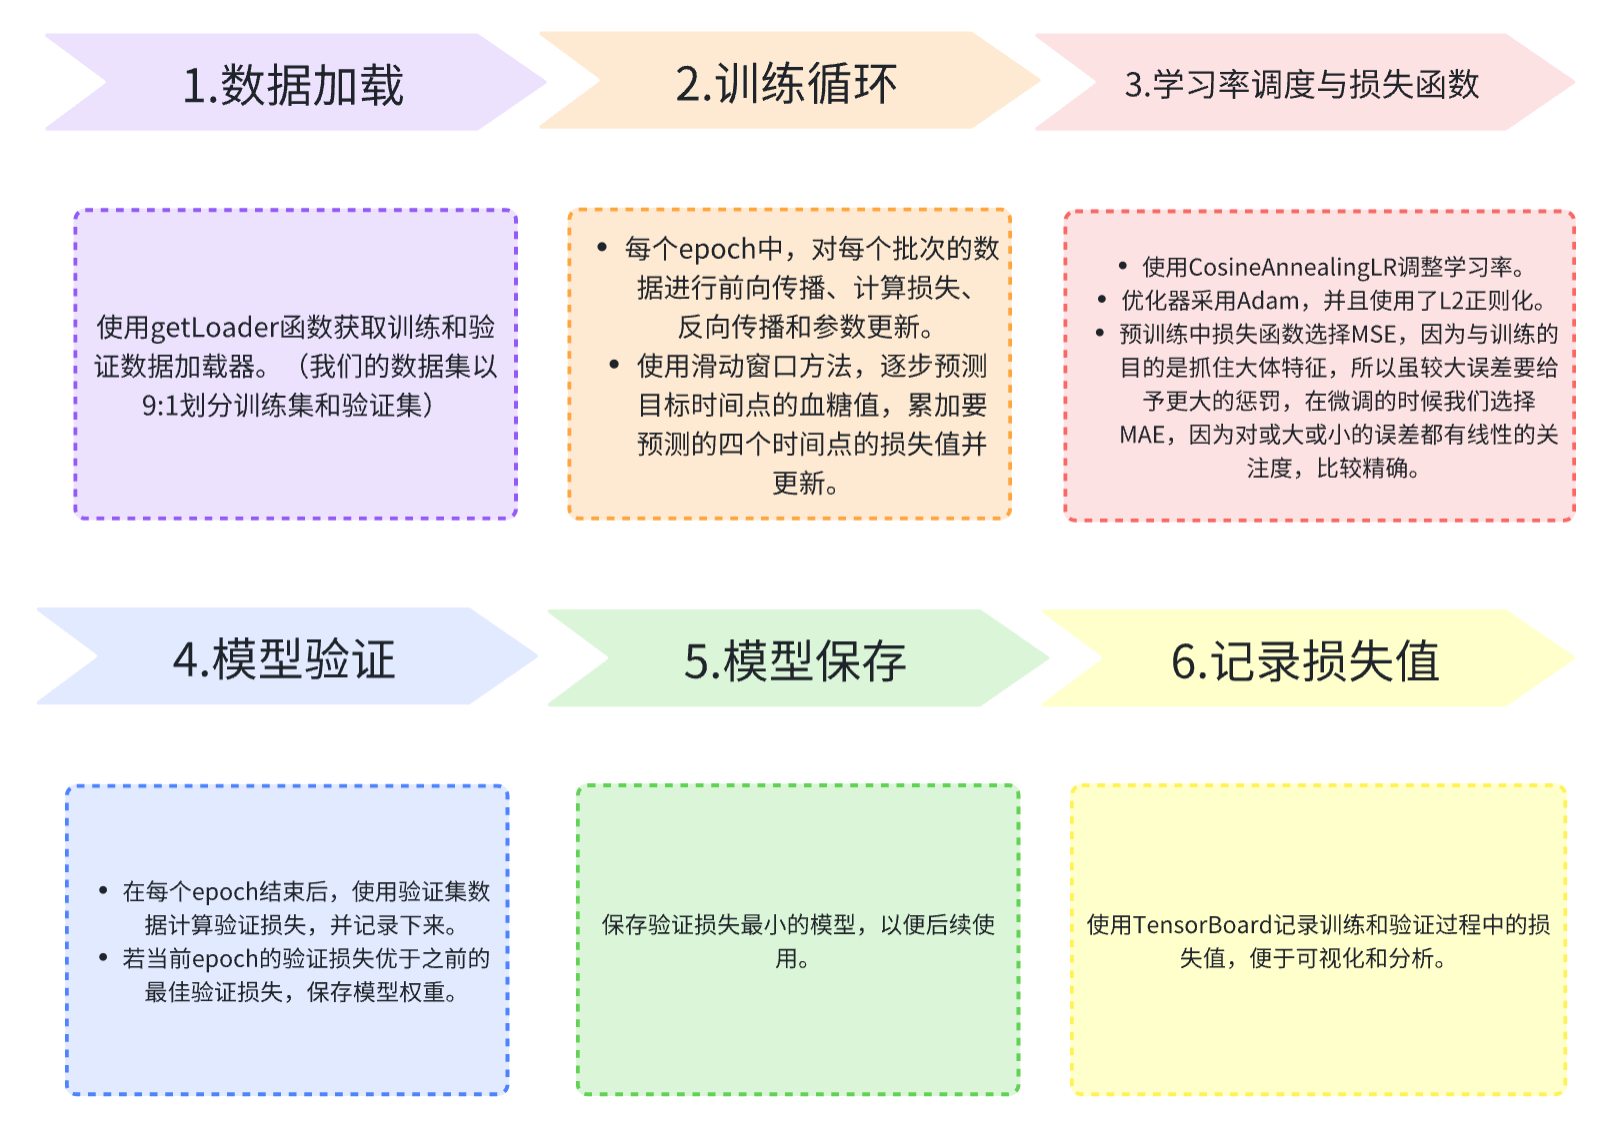 1.数据加载
2.训练循环
3.学习率调度与损失函数
使用getLoader函数获取训练和验
证数据加载器。（我们的数据集以
9:1划分训练集和验证集）
• 每个epoch中，对每个批次的数
据进行前向传播、计算损失、
反向传播和参数更新。
• 使用滑动窗口方法，逐步预测
目标时间点的血糖值，累加要
预测的四个时间点的损失值并
更新。
• 使用CosineAnnealingLR调整学习率。
• 优化器采用Adam，并且使用了L2正则化。
• 预训练中损失函数选择MSE，因为与训练的
目的是抓住大体特征，所以虽较大误差要给
予更大的惩罚，在微调的时候我们选择
MAE，因为对或大或小的误差都有线性的关
注度，比较精确。
4.模型验证
5.模型保存
6.记录损失值
• 在每个epoch结束后，使用验证集数
据计算验证损失，并记录下来。
• 若当前epoch的验证损失优于之前的
最佳验证损失，保存模型权重。
保存验证损失最小的模型，以便后续使
用。
使用TensorBoard记录训练和验证过程中的损
失值，便于可视化和分析。